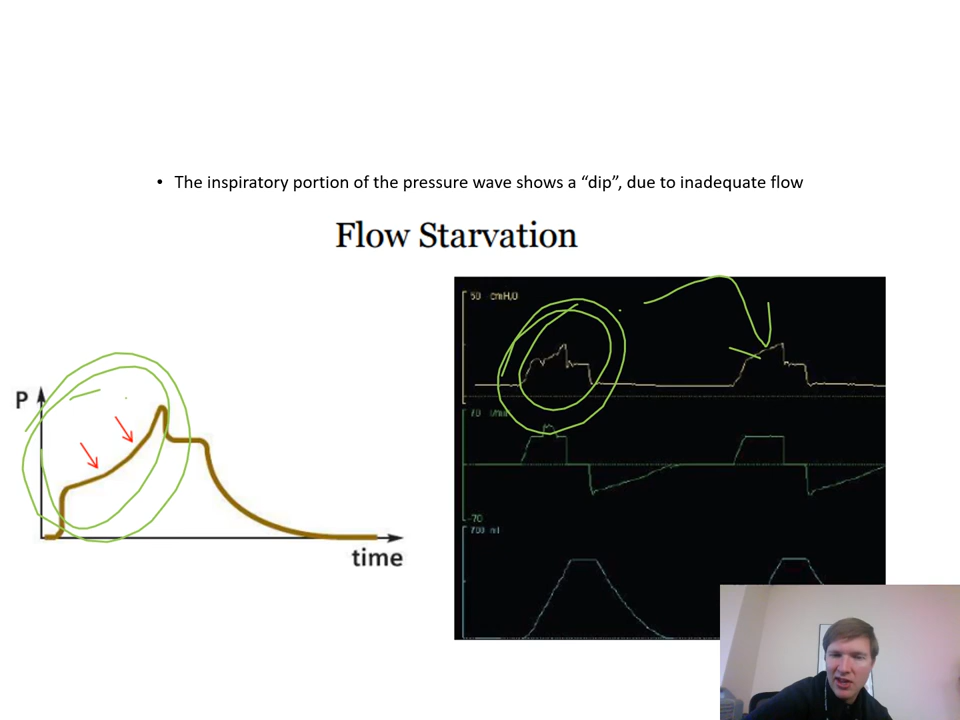 • The inspiratory portion of the pressure wave shows a “dip”, due to inadequate flow
Flow Starvation
50 cmH2O
P
70 l/min
time
-70
700 ml